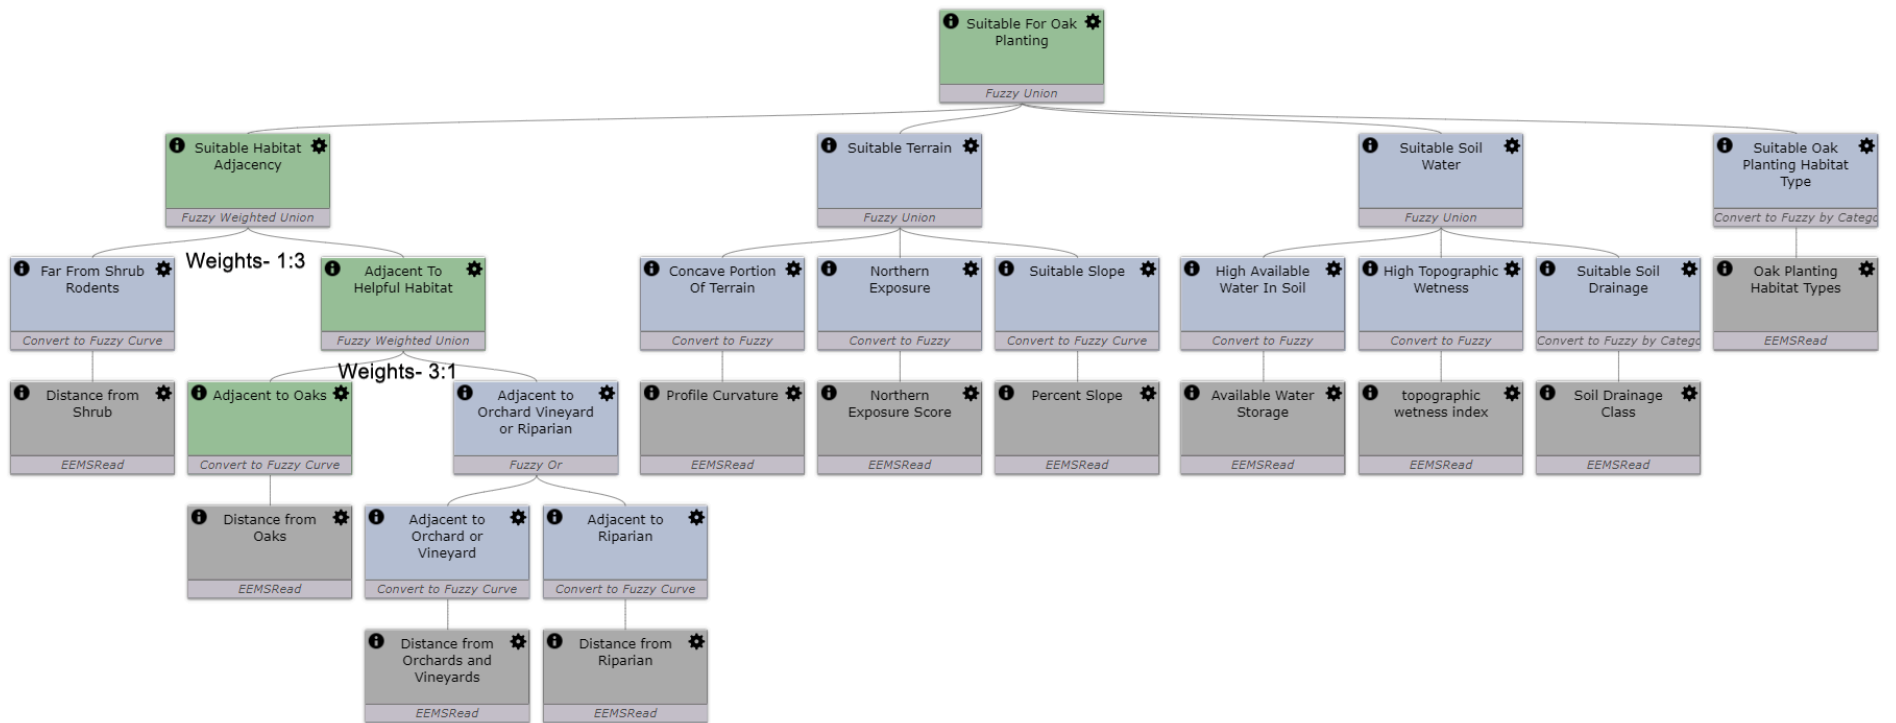 Suitable For Oak
Planting
Fuzzy Union
Suitable Habitat
Adjacency
Fuzzy Weighted Union
Suitable Terrain
Fuzzy Union
Suitable Soil
Water
Fuzzy Union
Suitable Oak
Planting Habitat
Type
Convert to Fuzzy by Catego
Weights- 1:3
Far From Shrub
Rodents
Convert to Fuzzy Curve
Adjacent To
Helpful Habitat
Fuzzy Weighted Union
Concave Portion
Of Terrain
Convert to Fuzzy
Northern
Exposure
Convert to Fuzzy
Suitable Slope
Convert to Fuzzy Curve
High Available
Water In Soil
Convert to Fuzzy
High Topographic
Wetness
Convert to Fuzzy
Suitable Soil
Drainage
Convert to Fuzzy by Catego
Oak Planting
Habitat Types
EEMSRead
Weights- 3:1
Distance from
Shrub
EEMSRead
Adjacent to Oaks
Convert to Fuzzy Curve
Adjacent to
Orchard Vineyard
or Riparian
Fuzzy Or
Profile Curvature
EEMSRead
Northern
Exposure Score
EEMSRead
Percent Slope
EEMSRead
Available Water
Storage
EEMSRead
topographic
wetness index
EEMSRead
Soil Drainage
Class
EEMSRead
Distance from
Oaks
EEMSRead
Adjacent to
Orchard or
Vineyard
Convert to Fuzzy Curve
Adjacent to
Riparian
Convert to Fuzzy Curve
Distance from
Orchards and
Vineyards
EEMSRead
Distance from
Riparian
EEMSRead